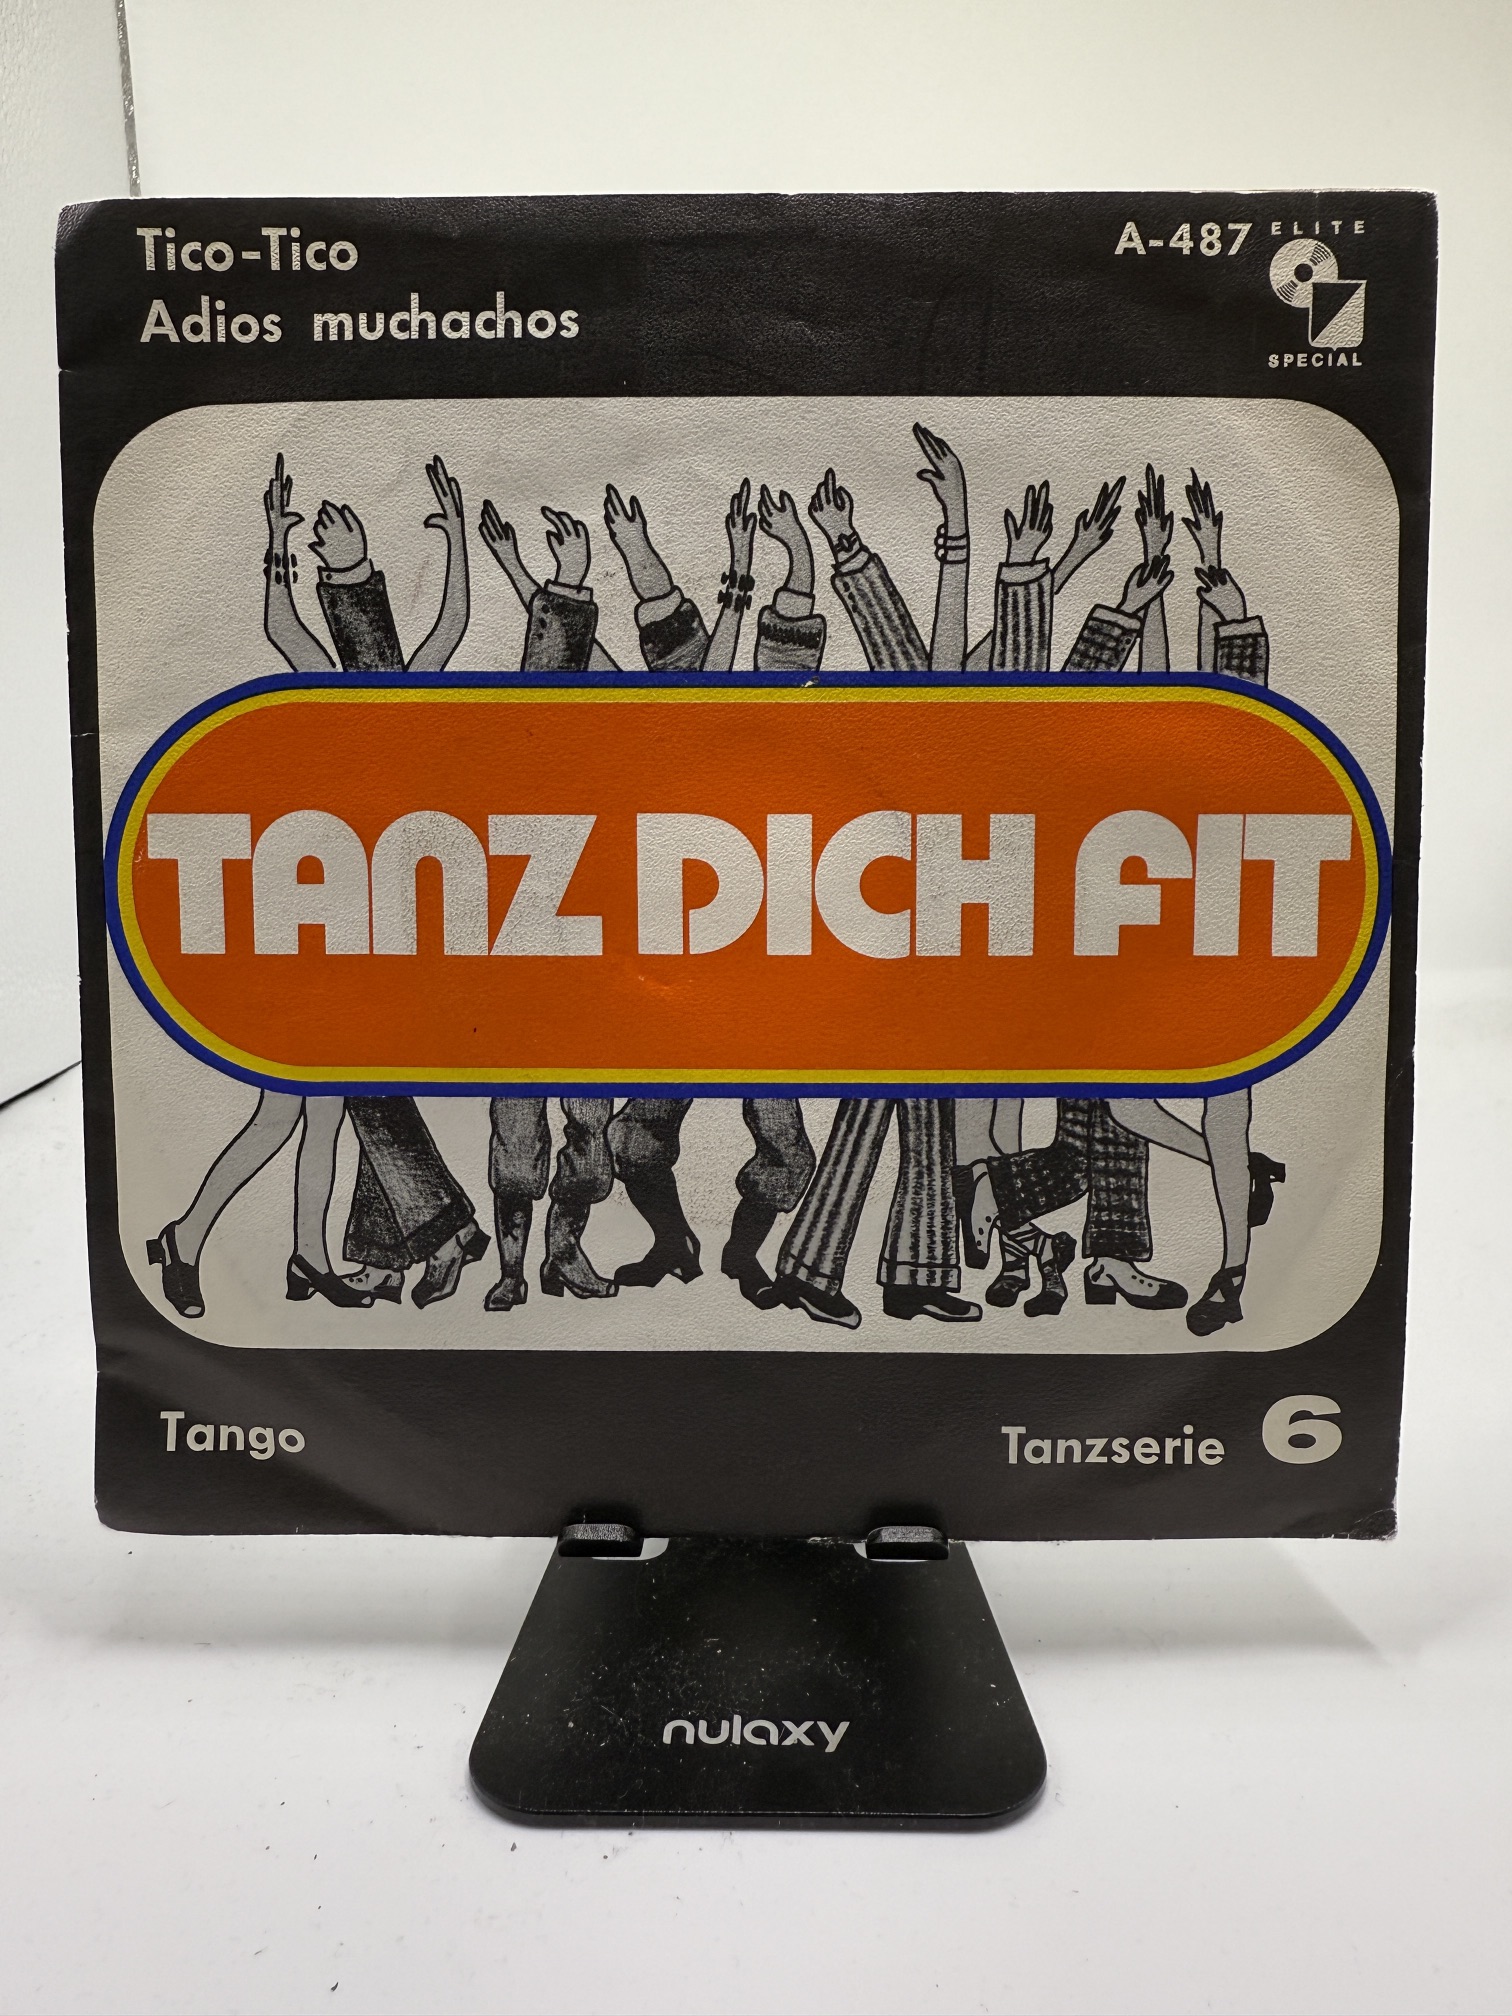 Tico-Tico
Adios muchachos
A-487
ELITE
SPECIAL
TANZ DICH FIT
Tango
Tanzserie 6
nulaxy